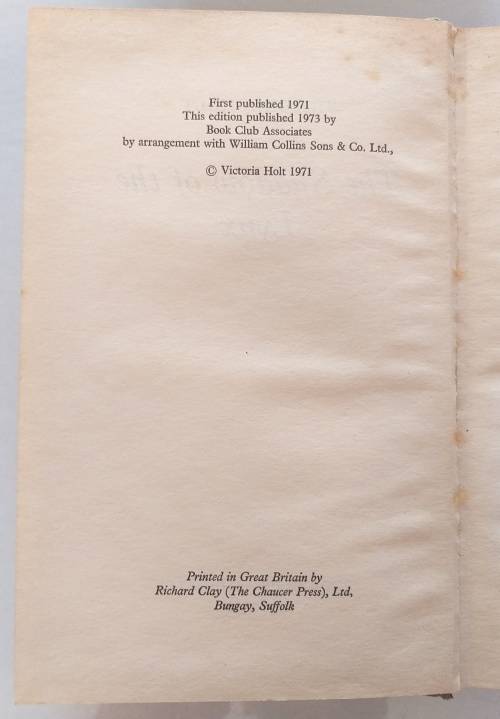 First published 1971
This edition published 1973 by
Book Club Associates
by arrangement with William Collins Sons & Co. Ltd.,
© Victoria Holt 1971
Printed in Great Britain by
Richard Clay (The Chaucer Press), Ltd,
Bungay, Suffolk